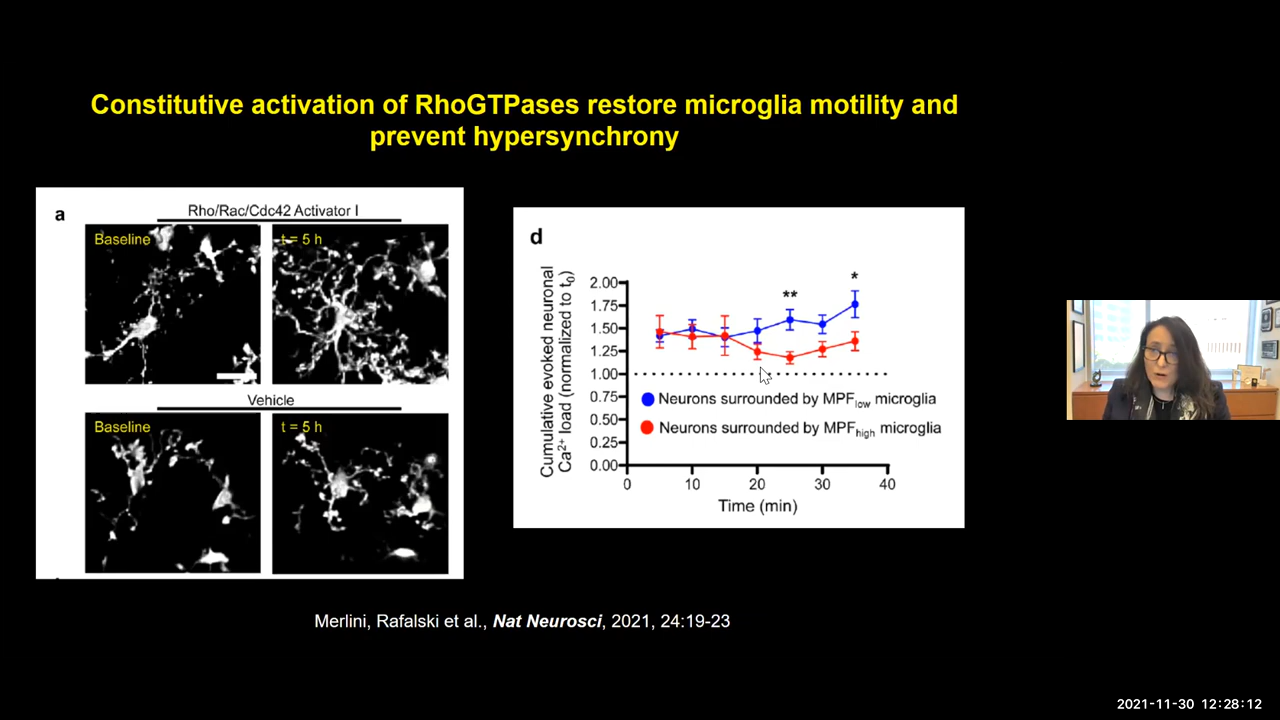 Constitutive activation of RhoGTPases restore microglia motility and
prevent hypersynchrony
a
Rho/Rac/Cdc42 Activator I
Baseline
t = 5 h
Vehicle
Baseline
t = 5 h
d
Cumulative evoked neuronal
Ca2+ load (normalized to t0)
2.00
1.75
1.50
1.25
1.00
0.75
0.50
0.25
0.00
**
*
Neurons surrounded by MPFlow microglia
Neurons surrounded by MPFhigh microglia
0 10 20 30 40
Time (min)
Merlini, Rafalski et al., Nat Neurosci, 2021, 24:19-23
2021-11-30 12:28:12